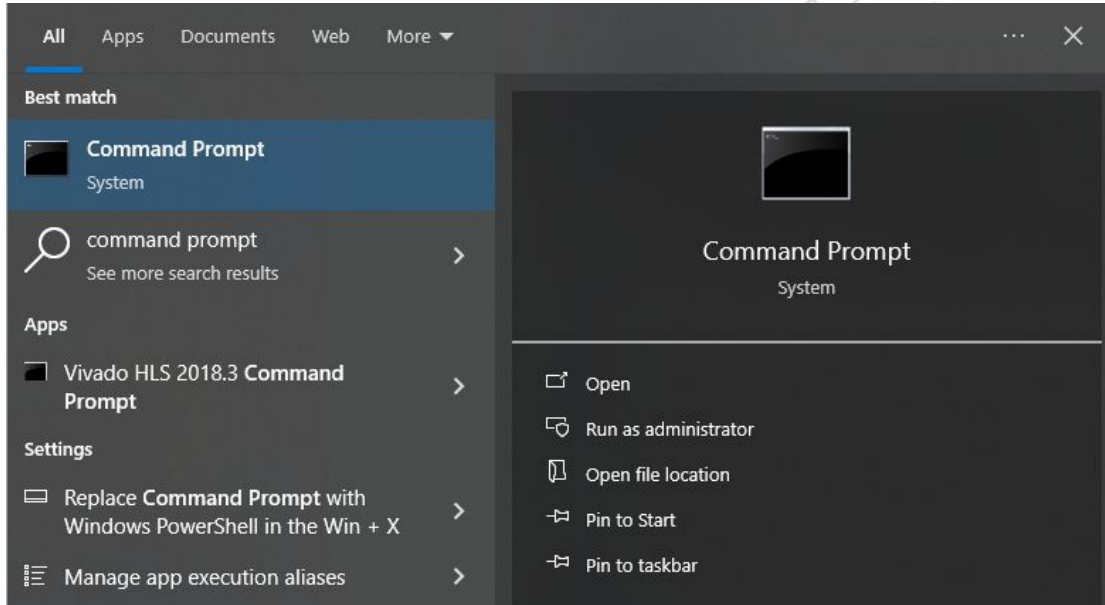 All Apps Documents Web More
Best match
Command Prompt
System
command prompt
See more search results
Apps
Vivado HLS 2018.3 Command
Prompt
Settings
Replace Command Prompt with
Windows PowerShell in the Win + X
Manage app execution aliases
Command Prompt
System
Open
Run as administrator
Open file location
Pin to Start
Pin to taskbar